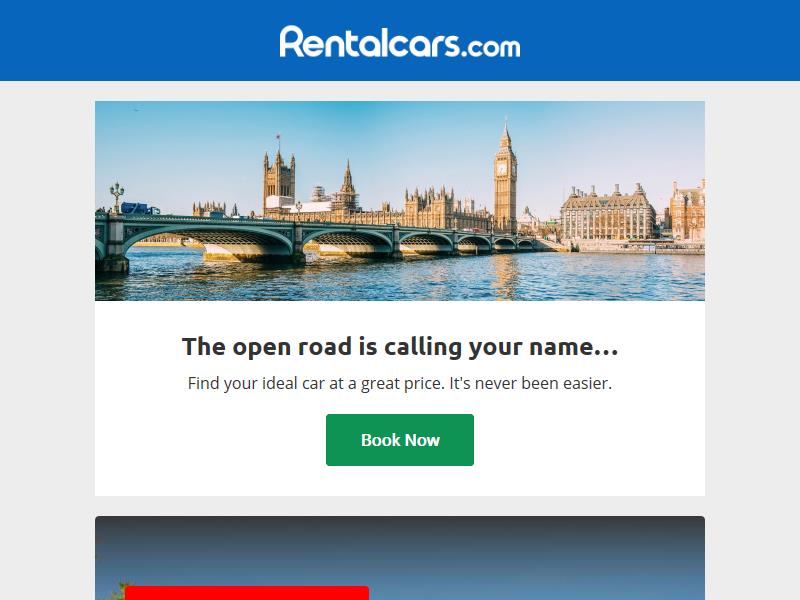 Rentalcars.com
The open road is calling your name...
Find your ideal car at a great price. It's never been easier.
Book Now